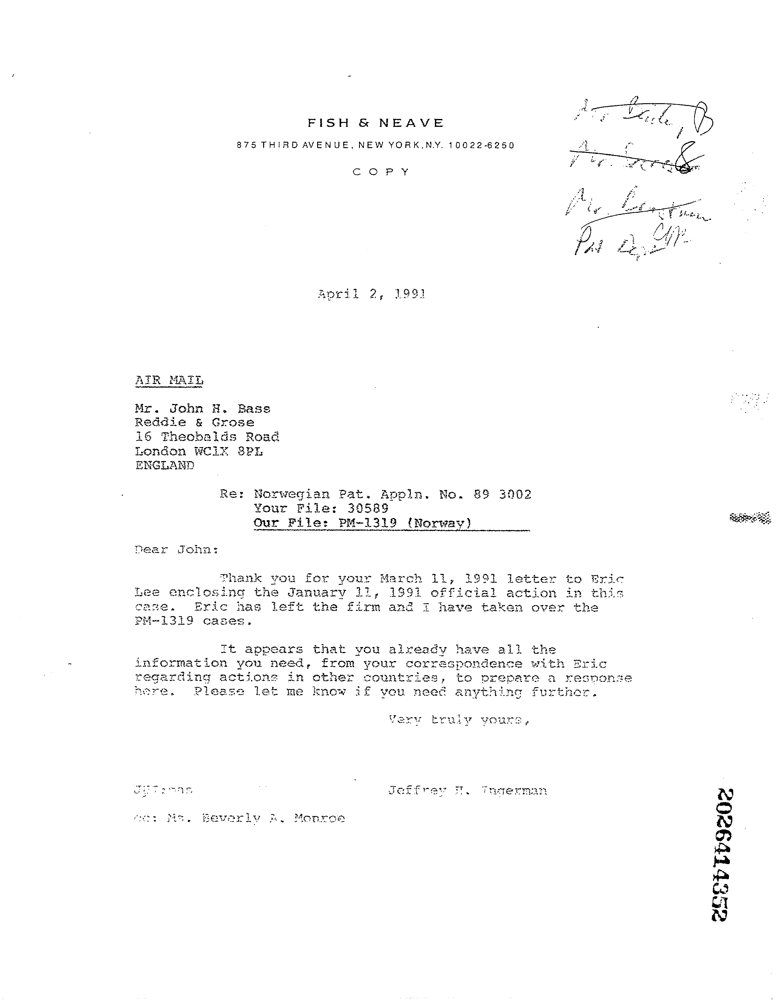 FISH & NEAVE
875 THIRD AVENUE, NEW YORK, N.Y. 10022-6250
COPY
Mr.
Mr.
Mr.
Pat Dept
April 2, 1991
AIR MAIL
Mr. John H. Bass
Reddie & Grose
16 Theobalds Road
London WC1X 8PL
ENGLAND
Re: Norwegian Pat. Appln. No. 89 3002
Your File: 30589
Our File: PM-1319 (Norway)
Dear John:
Thank you for your March 11, 1991 letter to Eric
Lee enclosing the January 11, 1991 official action in this
case. Eric has left the firm and I have taken over the
PM-1319 cases.
It appears that you already have all the
information you need, from your correspondence with Eric
regarding actions in other countries, to prepare a response
here. Please let me know if you need anything further.
Very truly yours,
Jeffrey H. Ingerman
cc: Ms. Beverly A. Monroe
2026414352